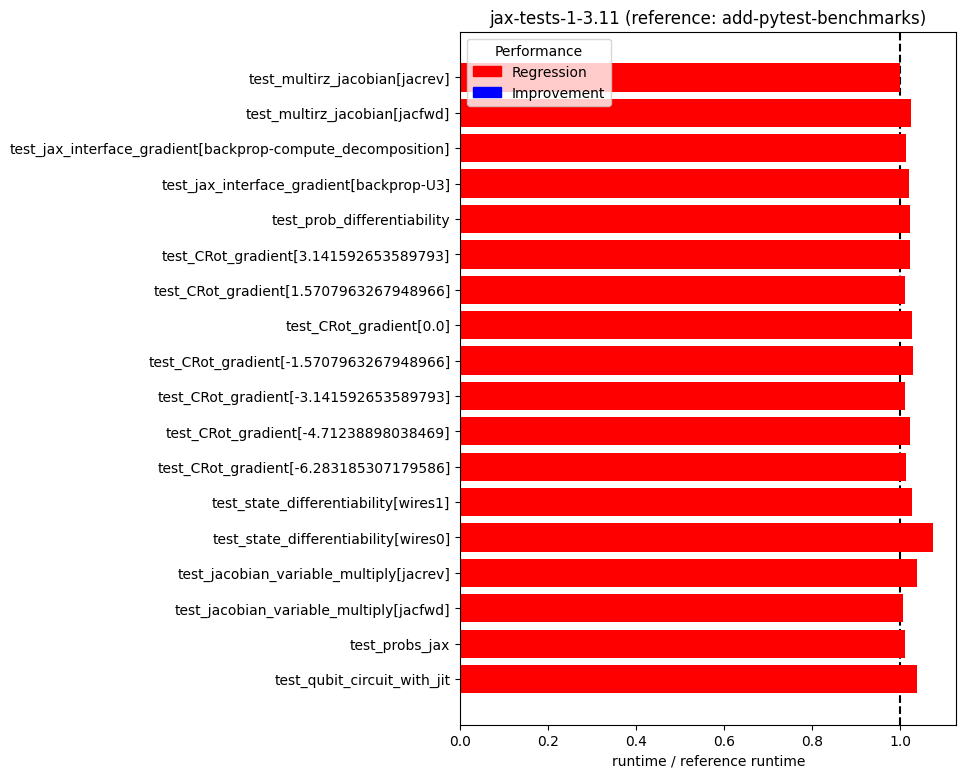 jax-tests-1-3.11 (reference: add-pytest-benchmarks)
Performance
Regression
Improvement
test_multirz_jacobian[jacrev]
test_multirz_jacobian[jacfwd]
test_jax_interface_gradient[backprop-compute_decomposition]
test_jax_interface_gradient[backprop-U3]
test_prob_differentiability
test_CRot_gradient[3.141592653589793]
test_CRot_gradient[1.5707963267948966]
test_CRot_gradient[0.0]
test_CRot_gradient[-1.5707963267948966]
test_CRot_gradient[-3.141592653589793]
test_CRot_gradient[-4.71238898038469]
test_CRot_gradient[-6.283185307179586]
test_state_differentiability[wires1]
test_state_differentiability[wires0]
test_jacobian_variable_multiply[jacrev]
test_jacobian_variable_multiply[jacfwd]
test_probs_jax
test_qubit_circuit_with_jit
0.0 0.2 0.4 0.6 0.8 1.0
runtime / reference runtime